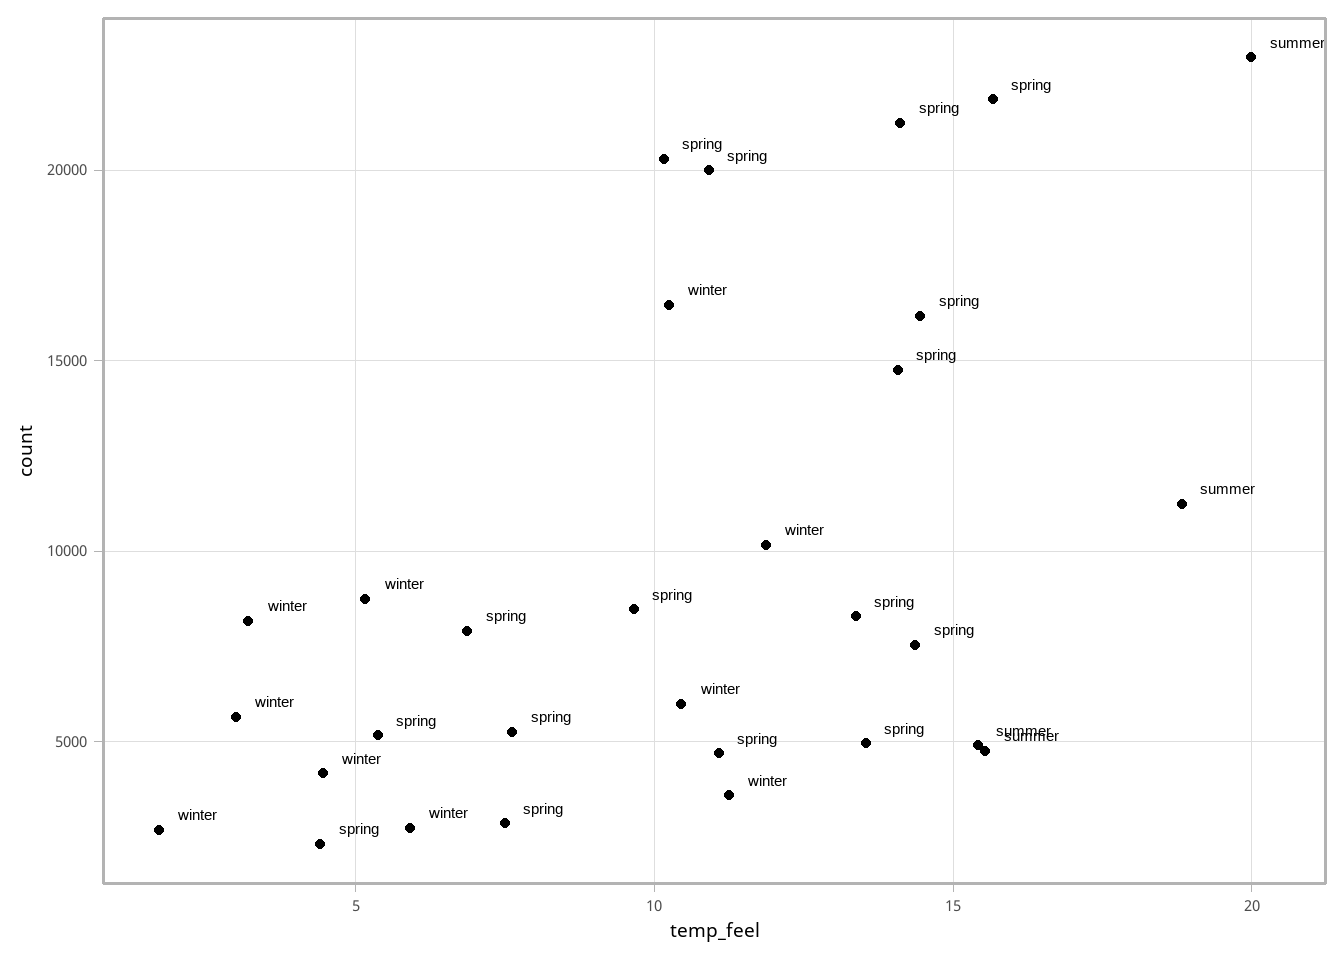 summer
spring
spring
spring
spring
20000
winter
spring
spring
15000
count
summer
winter
10000
winter
spring
winter
spring
spring
spring
winter
winter
spring
spring
spring
summer
summer
spring
5000
winter
winter
spring
winter
winter
spring
5
10
15
20
temp_feel